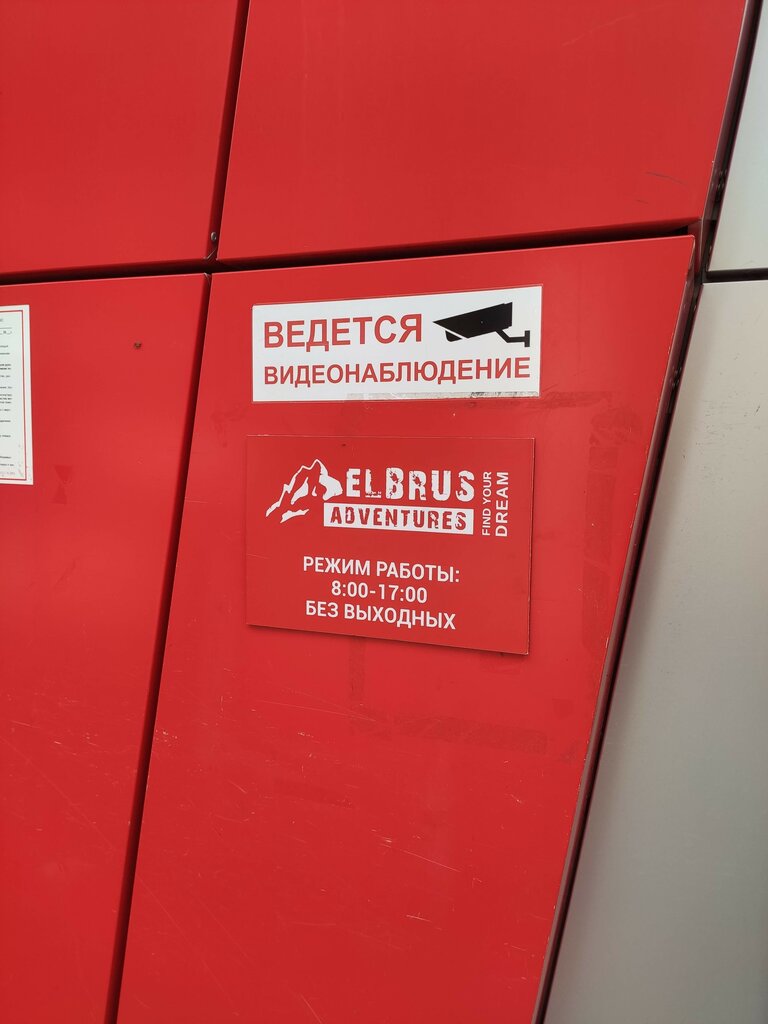 ВЕДЕТСЯ
ВИДЕОНАБЛЮДЕНИЕ
ELBRUS
ADVENTURES
FIND YOUR
DREAM
РЕЖИМ РАБОТЫ:
8:00-17:00
БЕЗ ВЫХОДНЫХ